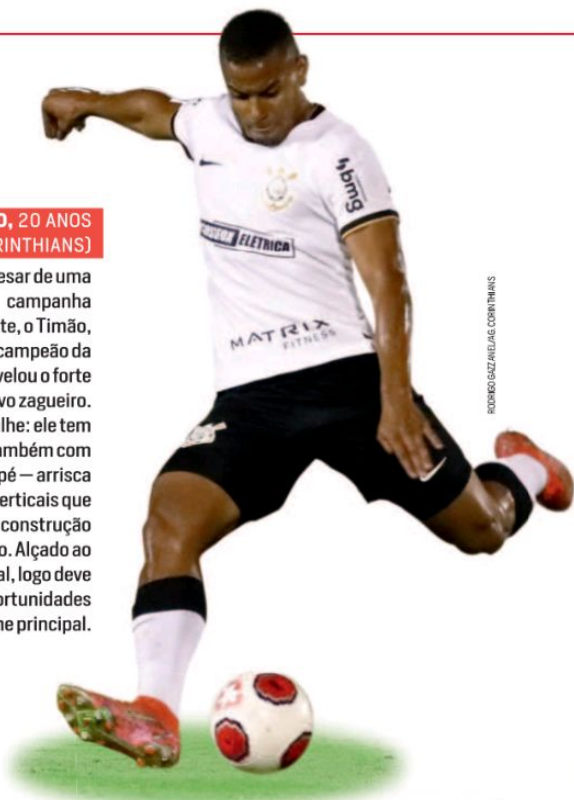 O, 20 ANOS
RINTHIANS)
esar de uma
campanha
te, o Timão,
campeão da
velou o forte
vo zagueiro.
lhe: ele tem
ambém com
pé — arrisca
erticais que
construção
o. Alçado ao
al, logo deve
ortunidades
ne principal.
bmg
ELÉTRICA
MATRIX
FITNESS
RODRIGO GAZZANEL/AG. CORINTHIANS